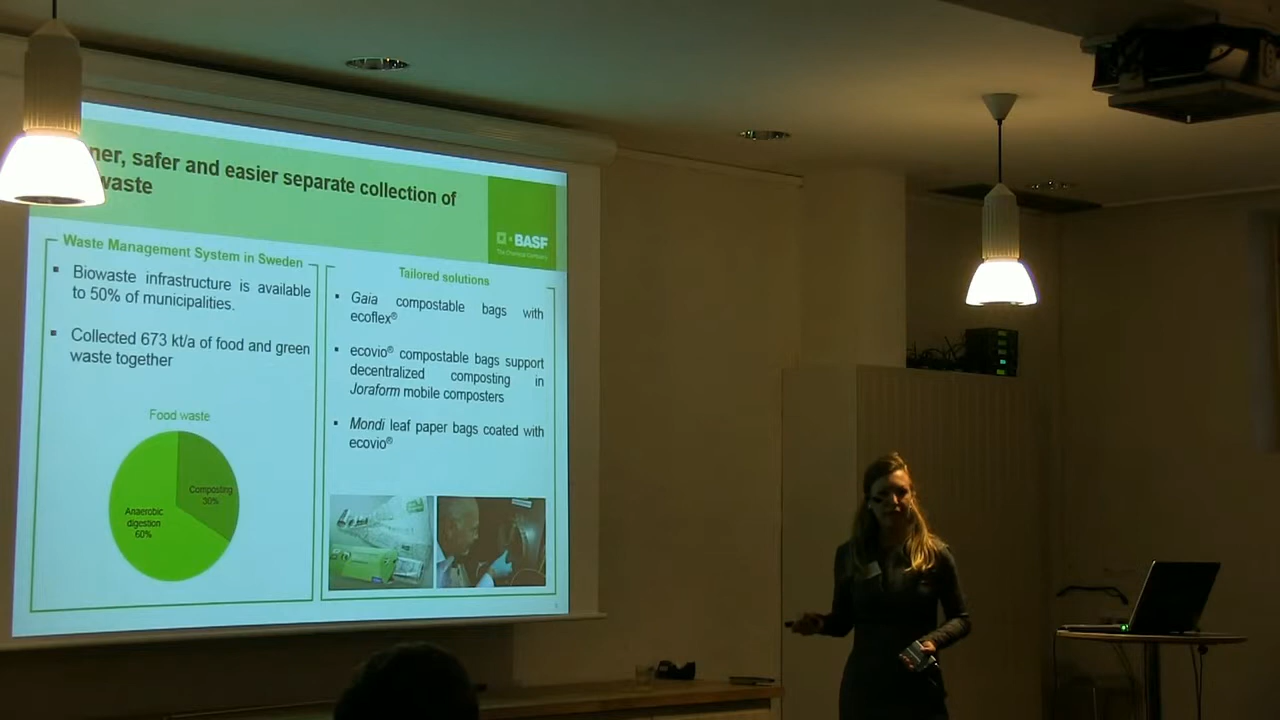 ner, safer and easier separate collection of
waste
BASF
The Chemical Company
Waste Management System in Sweden
▪ Biowaste infrastructure is available
to 50% of municipalities.
▪ Collected 673 kt/a of food and green
waste together
Food waste
Composting
30%
Anaerobic
digestion
60%
Tailored solutions
▪ Gaia compostable bags with
ecoflex®
▪ ecovio® compostable bags support
decentralized composting in
Joraform mobile composters
▪ Mondi leaf paper bags coated with
ecovio®